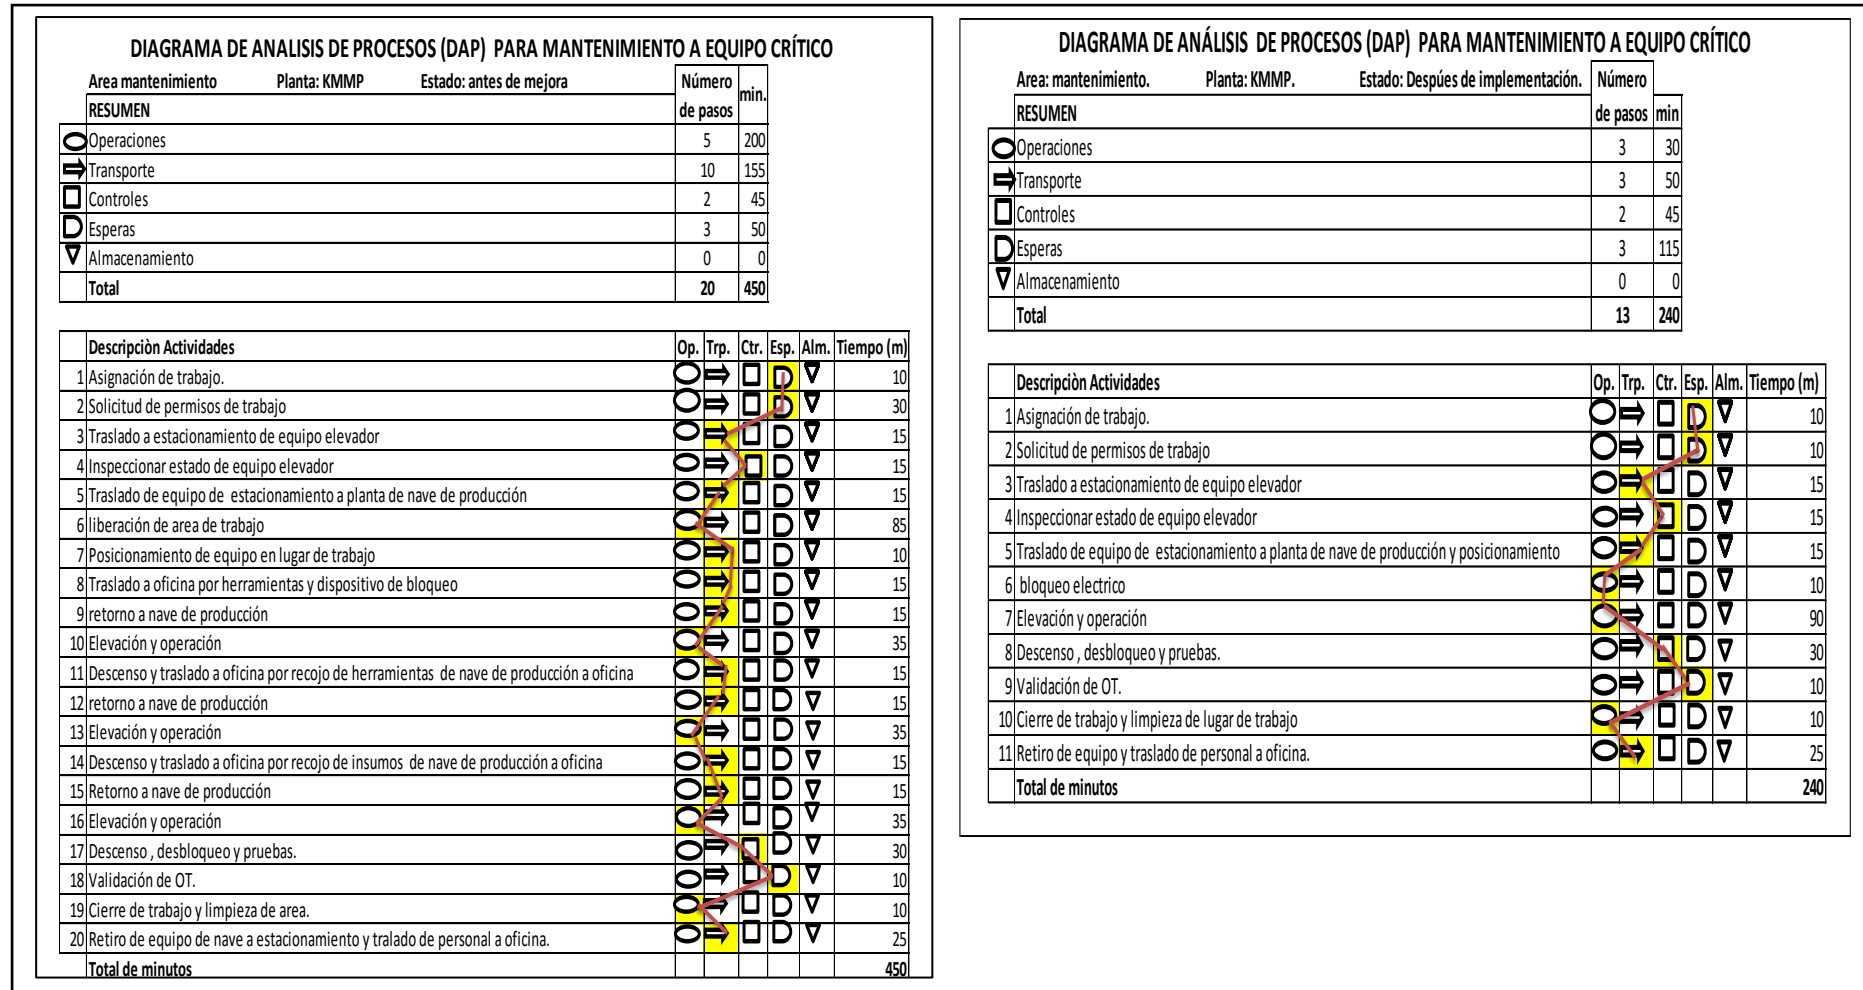 DIAGRAMA DE ANALISIS DE PROCESOS (DAP) PARA MANTENIMIENTO A EQUIPO CRÍTICO
Area mantenimiento Planta: KMMP Estado: antes de mejora Número min.
RESUMEN de pasos
Operaciones 5 200
Transporte 10 155
Controles 2 45
Esperas 3 50
Almacenamiento 0 0
Total 20 450
Descripciòn Actividades Op. Trp. Ctr. Esp. Alm. Tiempo (m)
1 Asignación de trabajo. 10
2 Solicitud de permisos de trabajo 30
3 Traslado a estacionamiento de equipo elevador 15
4 Inspeccionar estado de equipo elevador 15
5 Traslado de equipo de estacionamiento a planta de nave de producción 15
6 liberación de area de trabajo 85
7 Posicionamiento de equipo en lugar de trabajo 10
8 Traslado a oficina por herramientas y dispositivo de bloqueo 15
9 retorno a nave de producción 15
10 Elevación y operación 35
11 Descenso y traslado a oficina por recojo de herramientas de nave de producción a oficina 15
12 retorno a nave de producción 15
13 Elevación y operación 35
14 Descenso y traslado a oficina por recojo de insumos de nave de producción a oficina 15
15 Retorno a nave de producción 15
16 Elevación y operación 35
17 Descenso , desbloqueo y pruebas. 30
18 Validación de OT. 10
19 Cierre de trabajo y limpieza de area. 10
20 Retiro de equipo de nave a estacionamiento y tralado de personal a oficina. 25
Total de minutos 450
DIAGRAMA DE ANÁLISIS DE PROCESOS (DAP) PARA MANTENIMIENTO A EQUIPO CRÍTICO
Area: mantenimiento. Planta: KMMP. Estado: Despúes de implementación. Número
RESUMEN de pasos min
Operaciones 3 30
Transporte 3 50
Controles 2 45
Esperas 3 115
Almacenamiento 0 0
Total 13 240
Descripciòn Actividades Op. Trp. Ctr. Esp. Alm. Tiempo (m)
1 Asignación de trabajo. 10
2 Solicitud de permisos de trabajo 10
3 Traslado a estacionamiento de equipo elevador 15
4 Inspeccionar estado de equipo elevador 15
5 Traslado de equipo de estacionamiento a planta de nave de producción y posicionamiento 15
6 bloqueo electrico 10
7 Elevación y operación 90
8 Descenso , desbloqueo y pruebas. 30
9 Validación de OT. 10
10 Cierre de trabajo y limpieza de lugar de trabajo 10
11 Retiro de equipo y traslado de personal a oficina. 25
Total de minutos 240